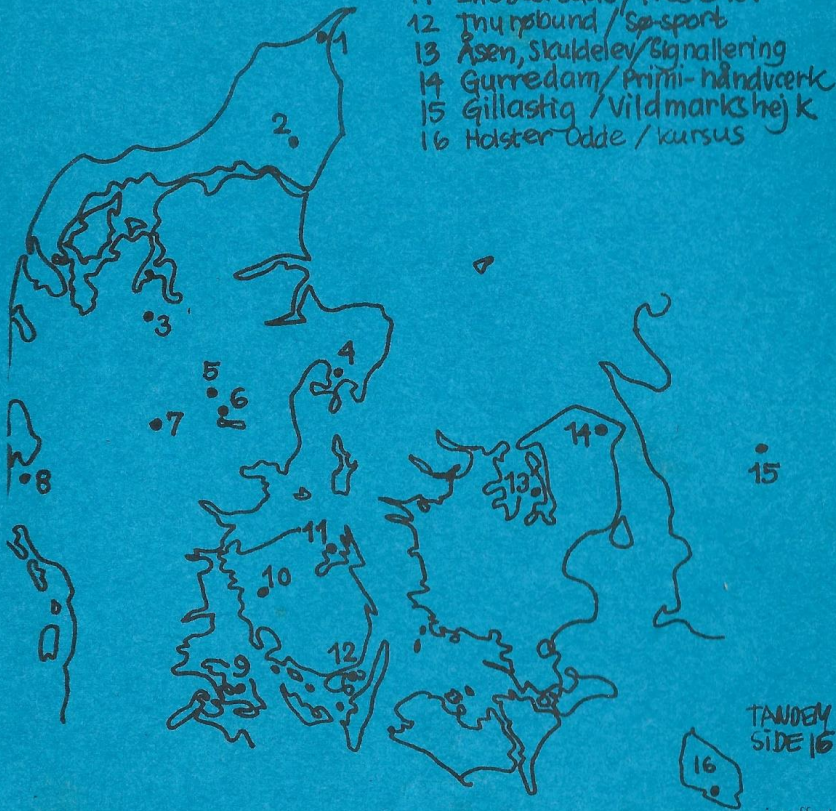 11
12 Thurøbund / Sø-sport
13 Åsen, Skuldelev/Signallering
14 Gurredam / Primi-håndværk
15 Gillastig / Vildmarkshejk
16 Holster Odde / kursus
1
2
3
4
5
6
7
8
14
13
15
11
10
12
9
TANDEM
SIDE 16
16